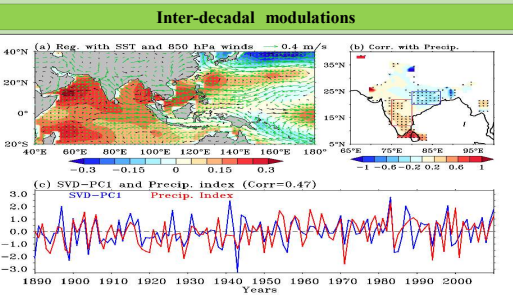 Inter-decadal modulations
(a) Reg. with SST and 850 hPa winds → 0.4 m/s
(b) Corr. with Precip.
40°N
20°N
0°
20°S
40°E 60°E 80°E 100°E 120°E 140°E 160°E 180°
-0.3 -0.15 0 0.15 0.3
35°N
25°N
15°N
5°N
65°E 75°E 85°E 95°E
-1 -0.6 -0.2 0.2 0.6 1
(c) SVD-PC1 and Precip. index (Corr=0.47)
SVD-PC1 Precip. Index
3.0
2.0
1.0
0.0
-1.0
-2.0
-3.0
1890 1900 1910 1920 1930 1940 1950 1960 1970 1980 1990 2000
Years